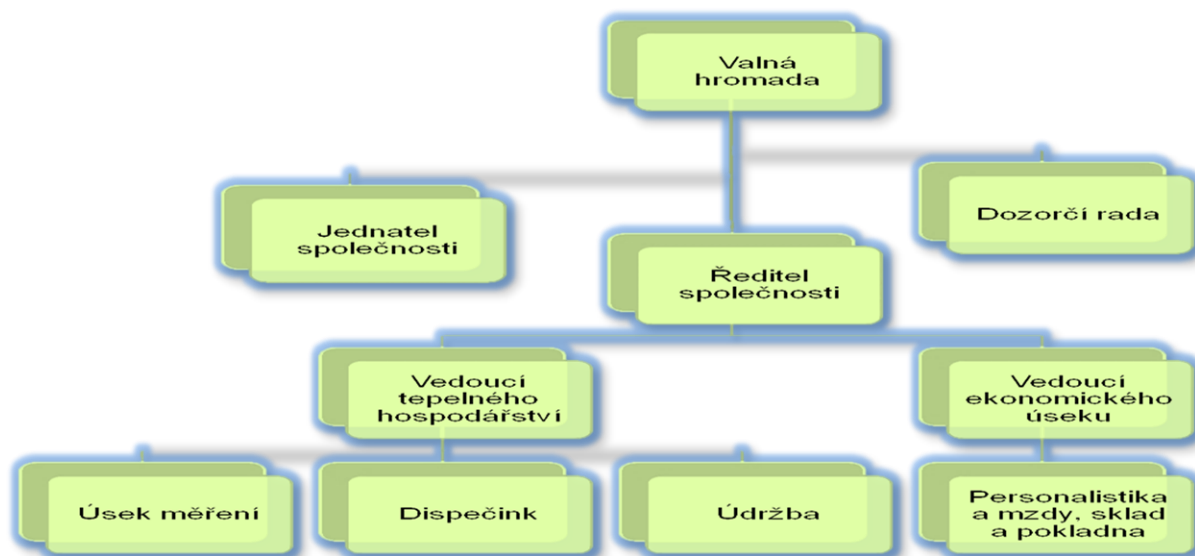 Valná
hromada
Jednatel
společnosti
Dozorčí rada
Ředitel
společnosti
Vedoucí
tepelného
hospodářství
Vedoucí
ekonomického
úseku
Úsek měření
Dispečink
Údržba
Personalistika
a mzdy, sklad
a pokladna